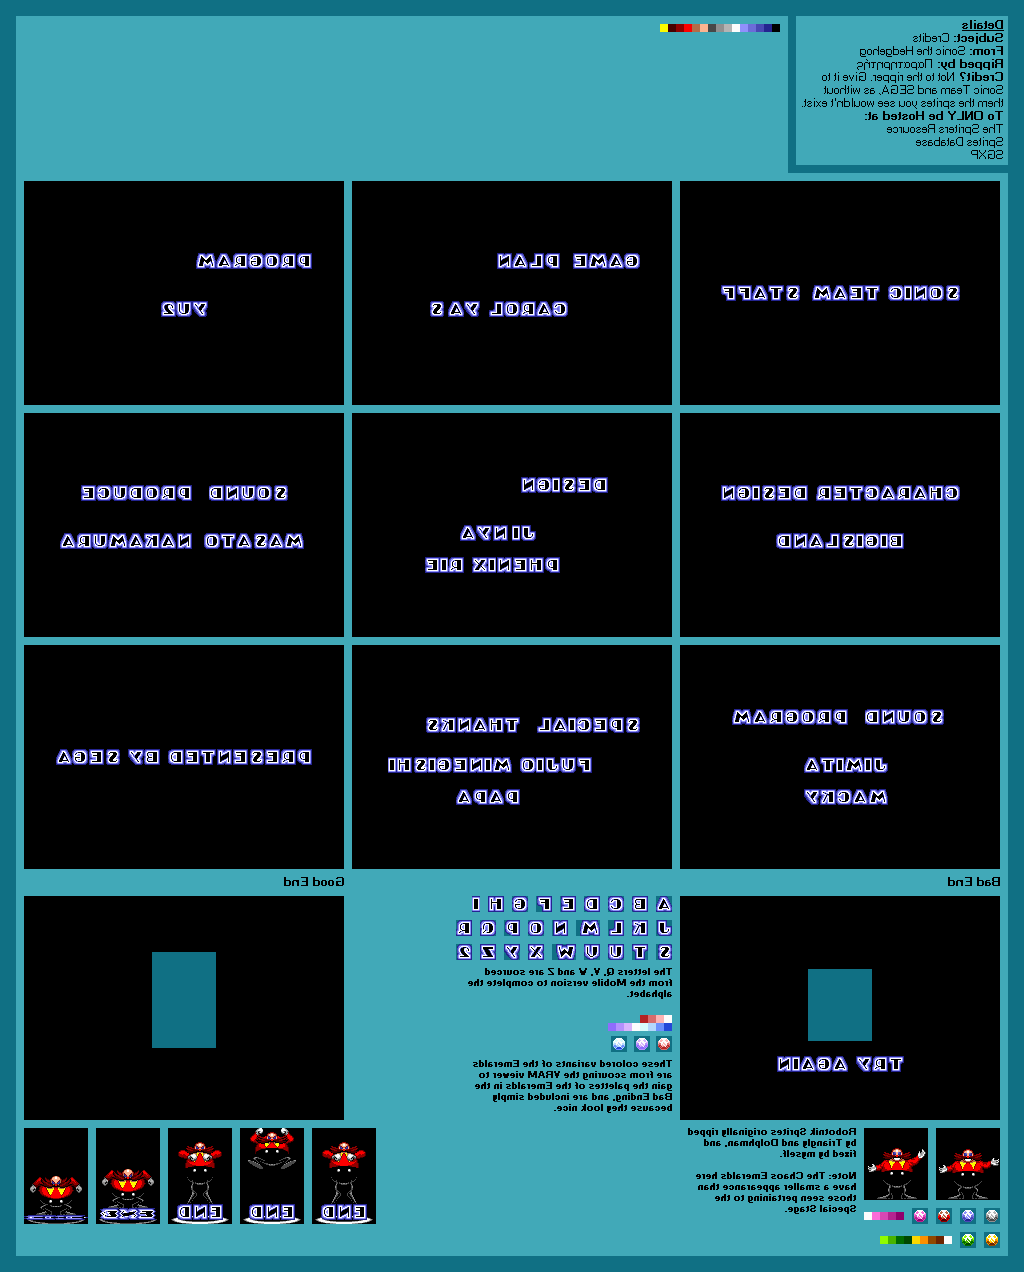 Details
Subject: Credits
From: Sonic the Hedgehog
Ripped by: Παρατηρητής
Credit? Not to the ripper. Give it to
Sonic Team and SEGA, as without
them the sprites you see wouldn't exist.
To ONLY be Hosted at:
The Spriters Resource
Sprites Database
SGXP
SONIC TEAM STAFF
GAME PLAN
CAROL YAS
PROGRAM
YU2
CHARACTER DESIGN
BIGISLAND
DESIGN
JINYA
PHENIX RIE
SOUND PRODUCE
MASATO NAKAMURA
SOUND PROGRAM
JIMITA
MACKY
SPECIAL THANKS
FUJIO MINEGISHI
PAPA
PRESENTED BY SEGA
Bad End
TRY AGAIN
A B C D E F G H I
J K L M N O P Q R
S T U V W X Y Z 2
The letters Q, V, W and Z are sourced
from the Mobile version to complete the
alphabet.
These colored variants of the Emeralds
are from scouring the VRAM viewer to
gain the palettes of the Emeralds in the
Bad Ending, and are included simply
because they look nice.
Good End
Robotnik Sprites originally ripped
by Triangly and Dolphman, and
fixed by myself.
Note: The Chaos Emeralds here
have a smaller appearance than
those seen pertaining to the
Special Stage.
END
END
END